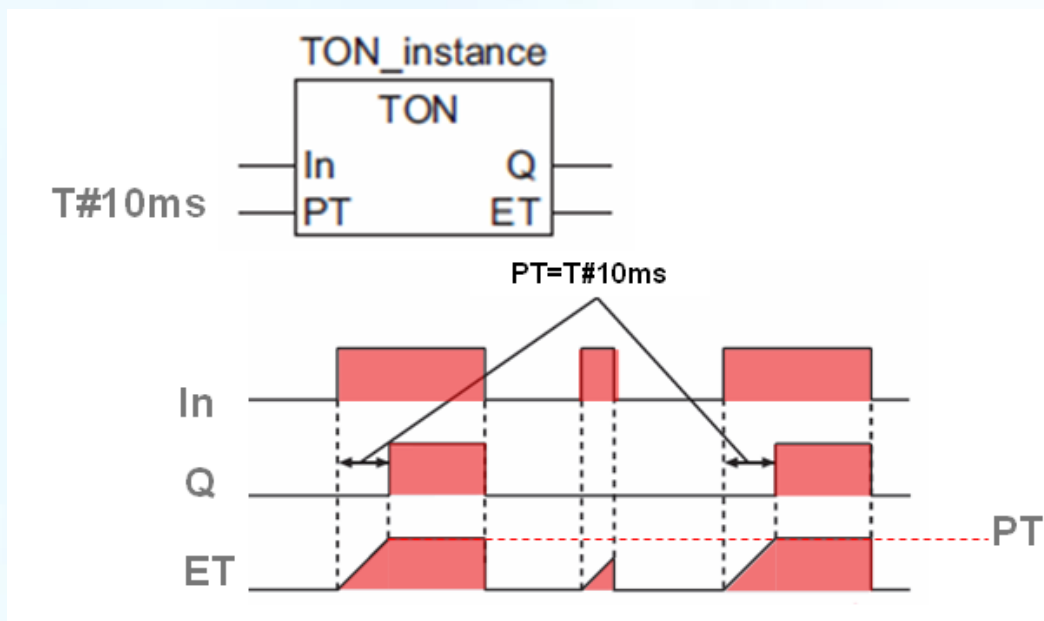 TON_instance
TON
In Q
T#10ms
PT ET
PT=T#10ms
In
Q
PT
ET